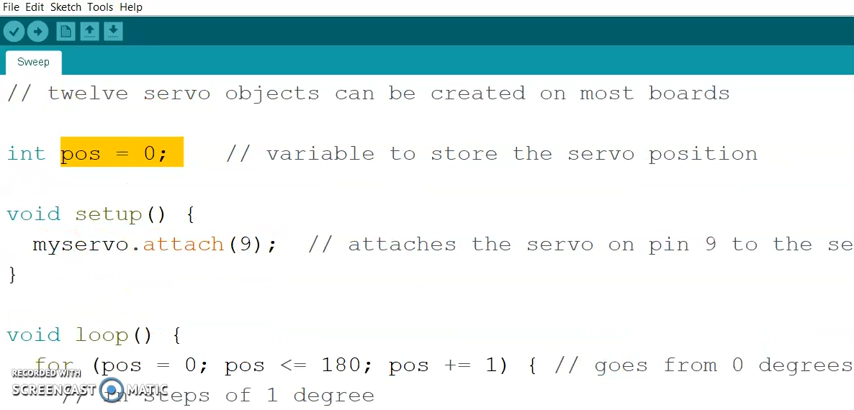 File Edit Sketch Tools Help
Sweep
// twelve servo objects can be created on most boards
int pos = 0; // variable to store the servo position
void setup() {
myservo.attach(9); // attaches the servo on pin 9 to the se
}
void loop() {
for (pos = 0; pos <= 180; pos += 1) { // goes from 0 degrees
// in steps of 1 degree
RECORDED WITH
SCREENCAST MATIC